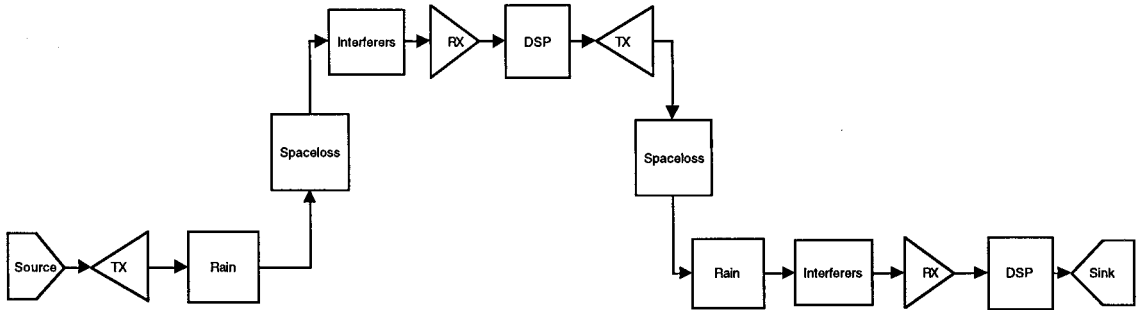 Source
TX
Rain
Spaceloss
Interferers
RX
DSP
TX
Spaceloss
Rain
Interferers
RX
DSP
Sink